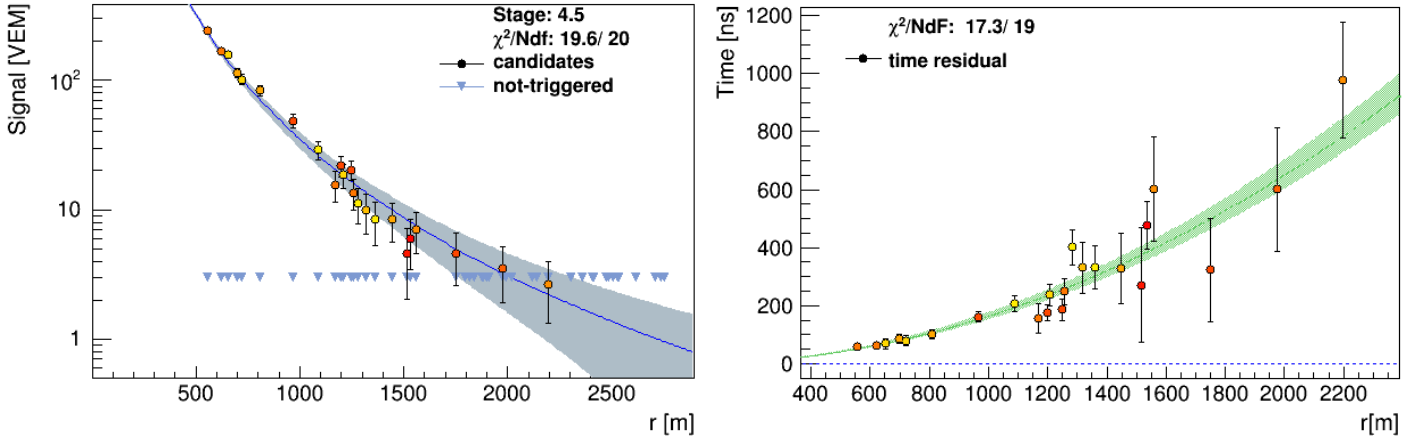 Signal [VEM]
10²
10
1
Stage: 4.5
χ²/Ndf: 19.6/ 20
candidates
not-triggered
500 1000 1500 2000 2500
r [m]
Time [ns]
1200
1000
800
600
400
200
0
χ²/NdF: 17.3/ 19
time residual
400 600 800 1000 1200 1400 1600 1800 2000 2200
r[m]